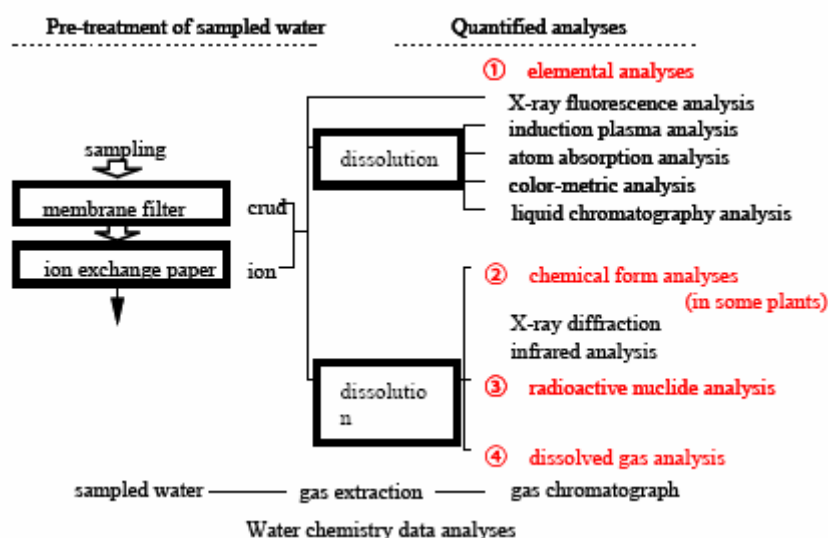 Pre-treatment of sampled water
Quantified analyses
① elemental analyses
X-ray fluorescence analysis
induction plasma analysis
atom absorption analysis
color-metric analysis
liquid chromatography analysis
dissolution
sampling
membrane filter
crud
ion exchange paper
ion
② chemical form analyses
(in some plants)
X-ray diffraction
infrared analysis
dissolutio
n
③ radioactive nuclide analysis
④ dissolved gas analysis
sampled water
gas extraction
gas chromatograph
Water chemistry data analyses